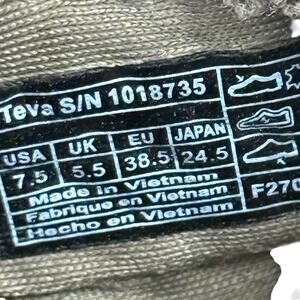 Teva S/N 1018735
USA UK EU JAPAN
7.5 5.5 38.5 24.5
Made in Vietnam
Fabrique en Vietnam
Hecho en Vietnam
F270